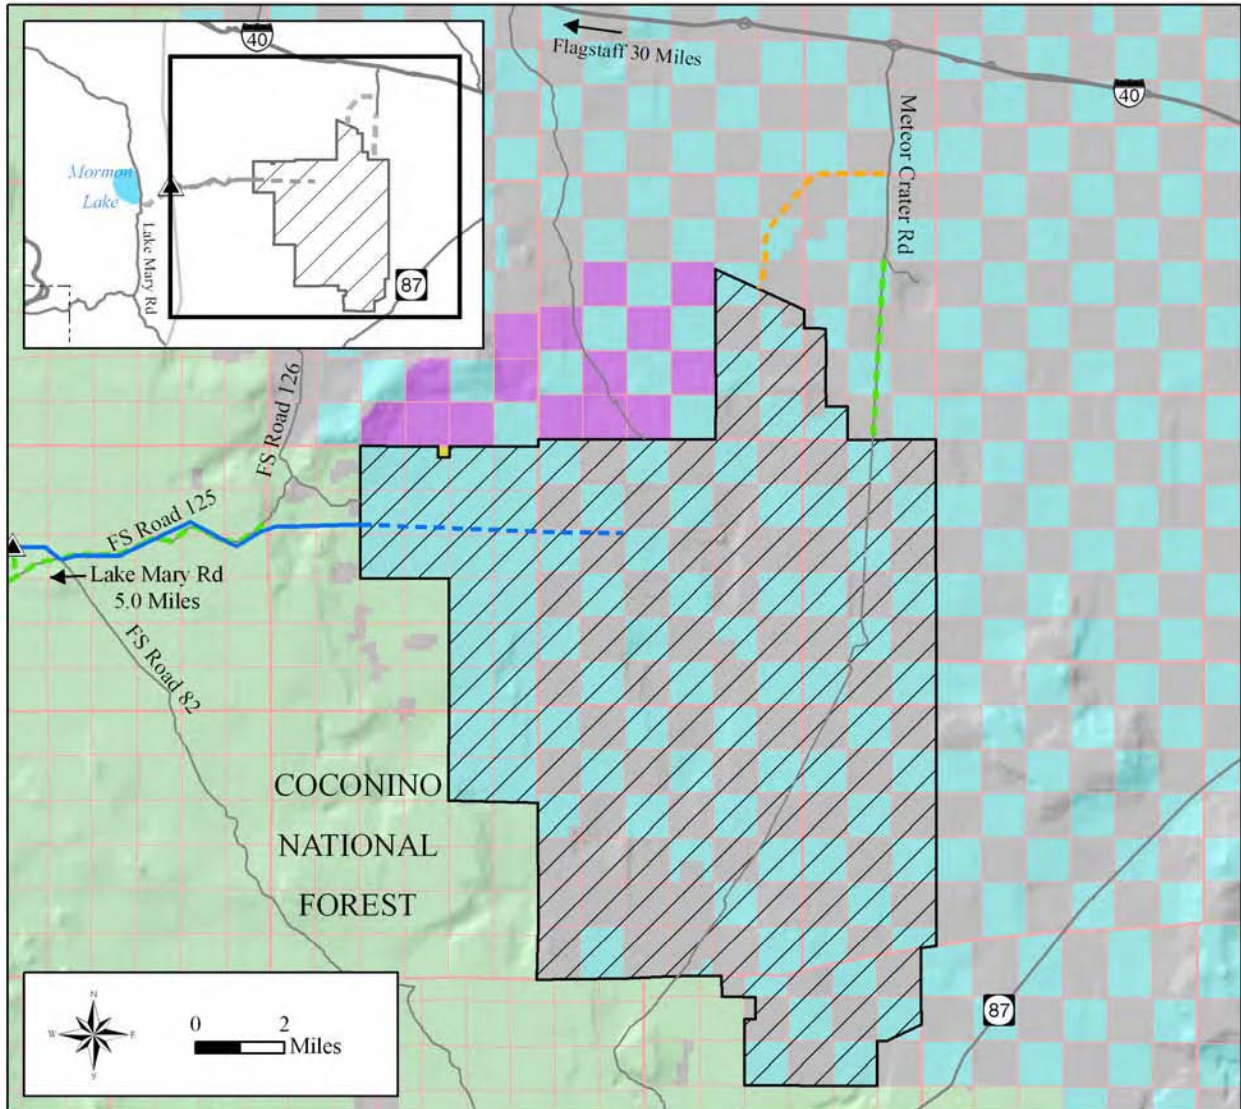 40
Flagstaff 30 Miles
40
Meteor Crater Rd
Mormon
Lake
Lake Mary Rd
87
FS Road 126
FS Road 125
Lake Mary Rd
5.0 Miles
FS Road 82
COCONINO
NATIONAL
FOREST
N
W
E
S
0 2
Miles
87